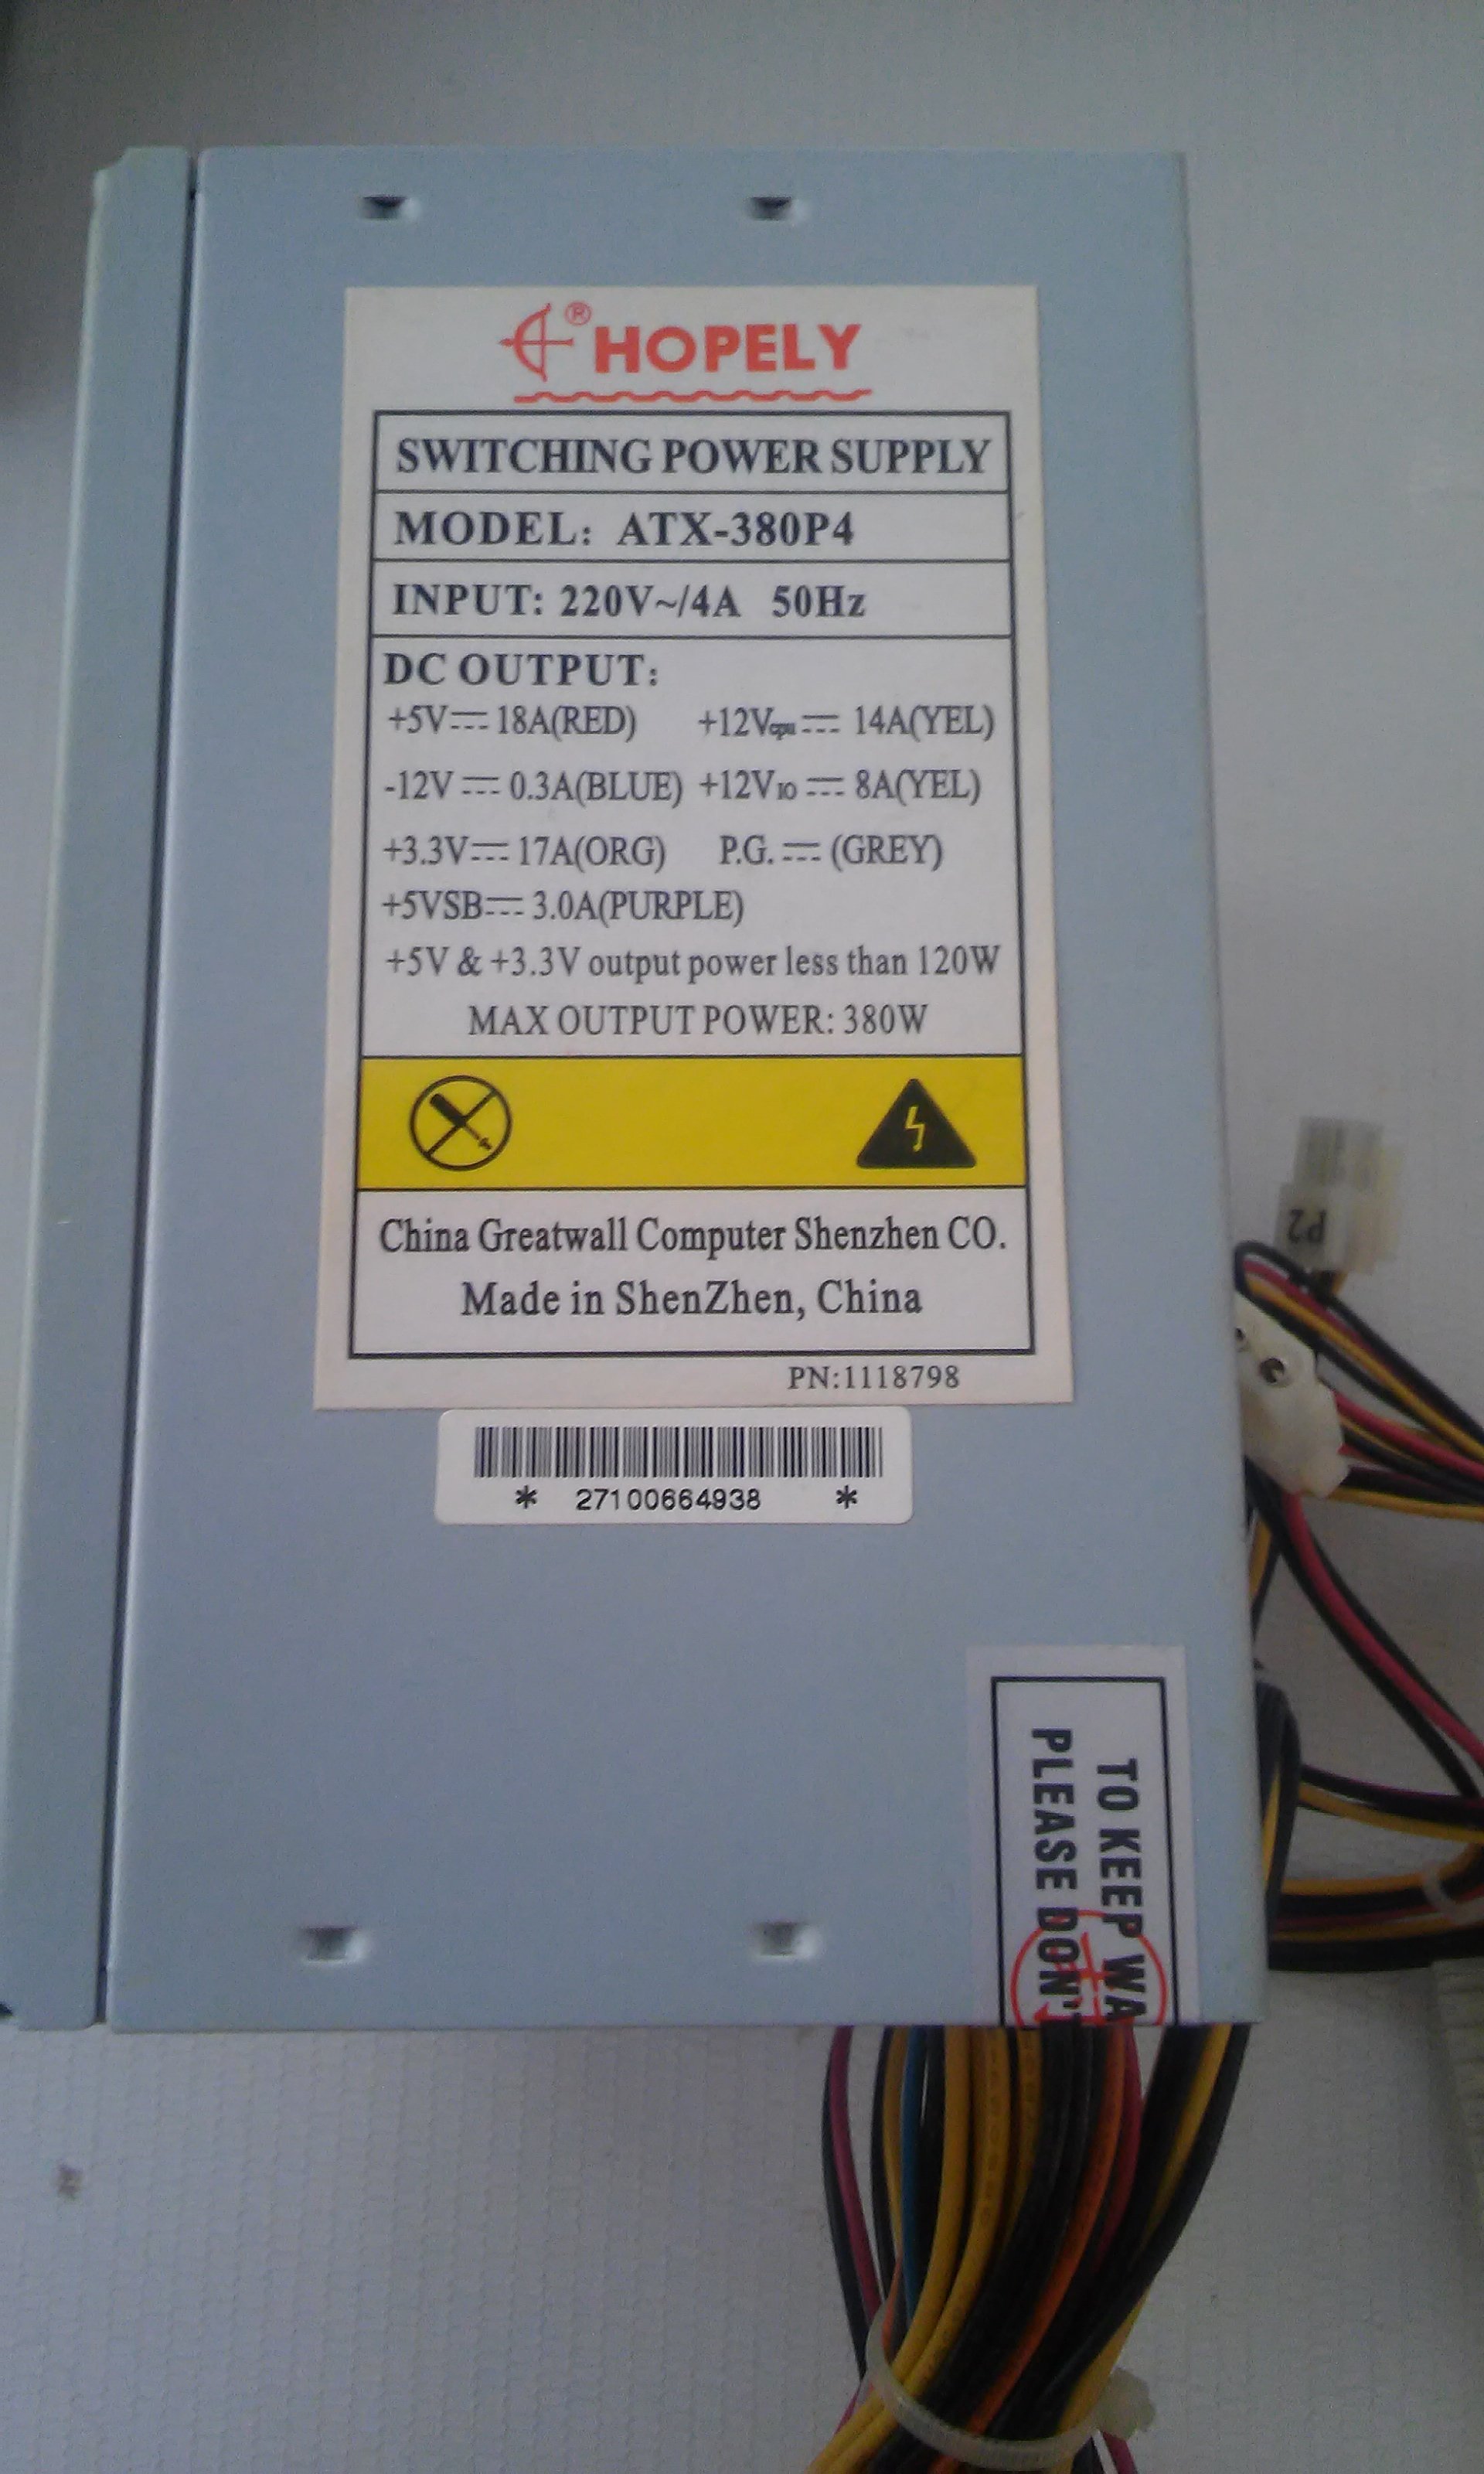 ® HOPELY
SWITCHING POWER SUPPLY
MODEL: ATX-380P4
INPUT: 220V~/4A 50Hz
DC OUTPUT:
+5V⎓18A(RED) +12Vcpu⎓14A(YEL)
-12V⎓0.3A(BLUE) +12VIO⎓8A(YEL)
+3.3V⎓17A(ORG) P.G.⎓(GREY)
+5VSB⎓3.0A(PURPLE)
+5V & +3.3V output power less than 120W
MAX OUTPUT POWER: 380W
China Greatwall Computer Shenzhen CO.
Made in ShenZhen, China
PN:1118798
* 27100664938 *
TO KEEP WA
PLEASE DON'T
P2